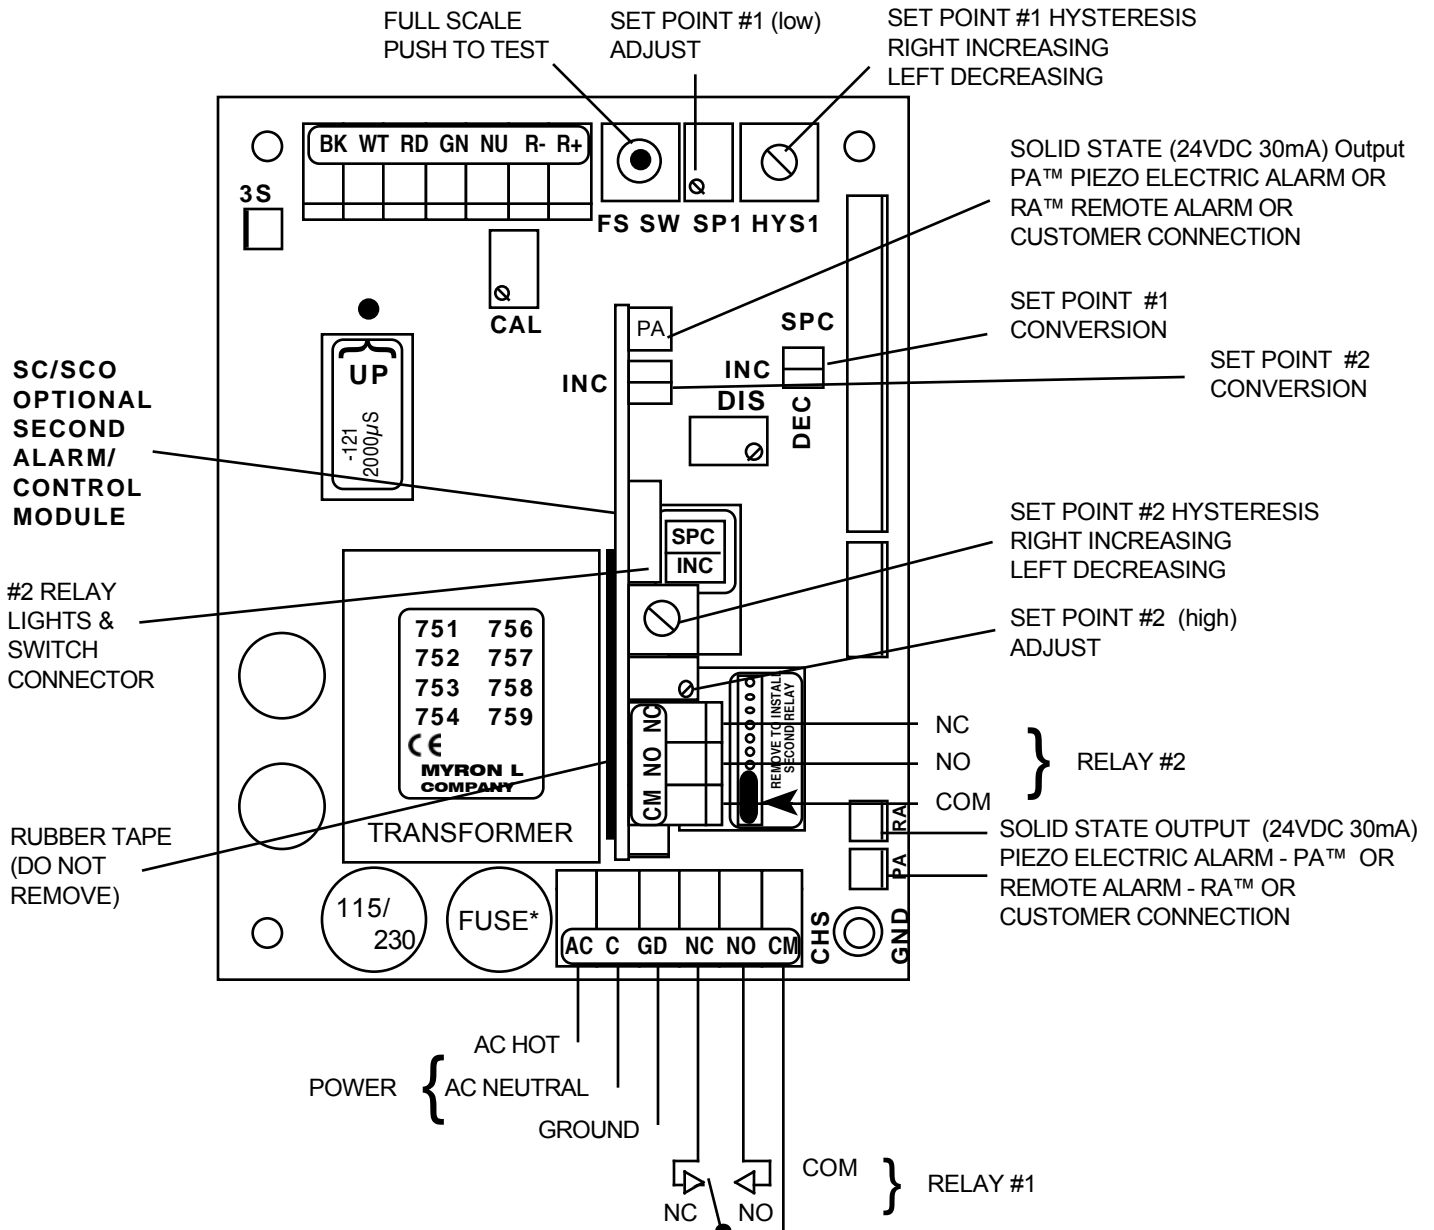 FULL SCALE
PUSH TO TEST
SET POINT #1 (low)
ADJUST
SET POINT #1 HYSTERESIS
RIGHT INCREASING
LEFT DECREASING
BK WT RD GN NU R- R+
3S
FS SW SP1 HYS1
SOLID STATE (24VDC 30mA) Output
PA™ PIEZO ELECTRIC ALARM OR
RA™ REMOTE ALARM OR
CUSTOMER CONNECTION
CAL
PA
SPC
SET POINT #1
CONVERSION
UP
-121
2000µS
INC
INC
DIS
DEC
SET POINT #2
CONVERSION
SC/SCO
OPTIONAL
SECOND
ALARM/
CONTROL
MODULE
SPC
INC
SET POINT #2 HYSTERESIS
RIGHT INCREASING
LEFT DECREASING
#2 RELAY
LIGHTS &
SWITCH
CONNECTOR
751 756
752 757
753 758
754 759
CE
MYRON L
COMPANY
TRANSFORMER
SET POINT #2 (high)
ADJUST
CM NO NC
REMOVE TO INSTALL
SECOND RELAY
NC
NO
COM
RELAY #2
RUBBER TAPE
(DO NOT
REMOVE)
RA
PA
SOLID STATE OUTPUT (24VDC 30mA)
PIEZO ELECTRIC ALARM - PA™ OR
REMOTE ALARM - RA™ OR
CUSTOMER CONNECTION
115/
230
FUSE*
AC C GD NC NO CM
CHS
GND
AC HOT
POWER
AC NEUTRAL
GROUND
COM
RELAY #1
NC
NO